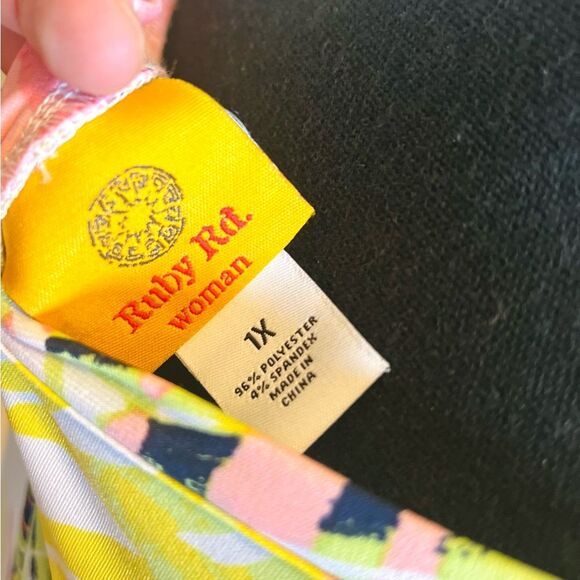 Ruby Rd.
woman
1X
96% POLYESTER
4% SPANDEX
MADE IN
CHINA